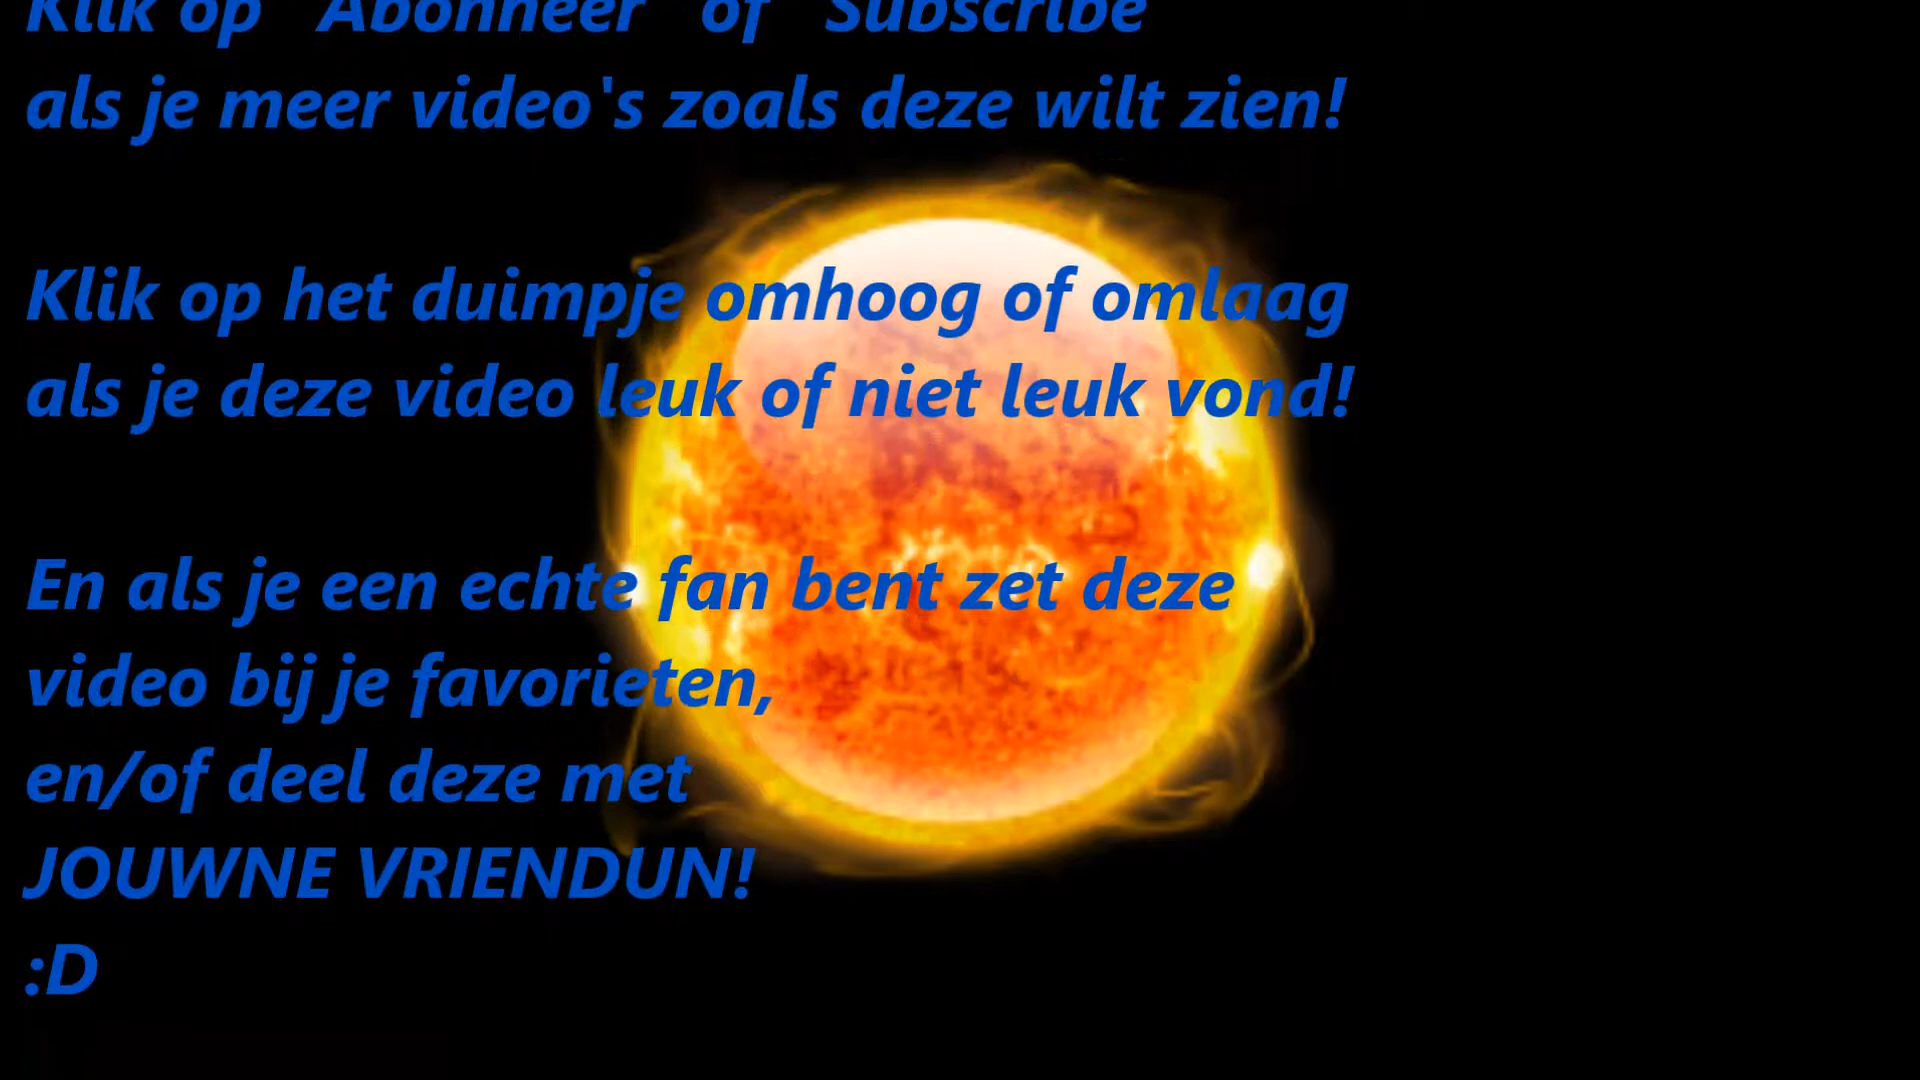 Klik op "Abonneer" of "Subscribe"
als je meer video's zoals deze wilt zien!
Klik op het duimpje omhoog of omlaag
als je deze video leuk of niet leuk vond!
En als je een echte fan bent zet deze
video bij je favorieten,
en/of deel deze met
JOUWNE VRIENDUN!
:D